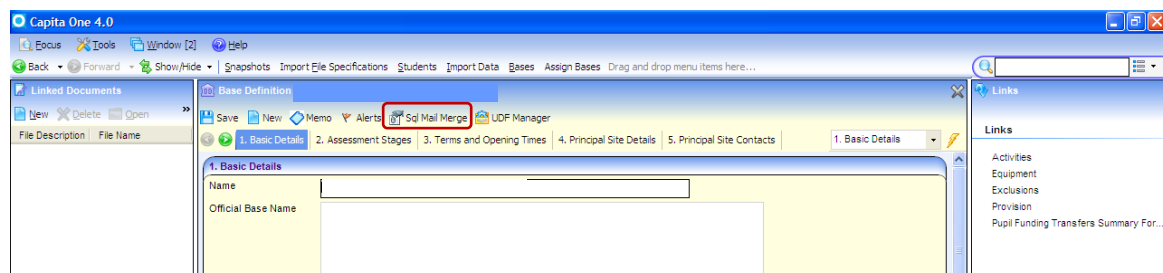 Capita One 4.0
Focus Tools Window [2] Help
Back Forward Show/Hide Snapshots Import File Specifications Students Import Data Bases Assign Bases Drag and drop menu items here...
Linked Documents
New Delete Open »
File Description File Name
Base Definition
Save New Memo Alerts Sql Mail Merge UDF Manager
1. Basic Details 2. Assessment Stages 3. Terms and Opening Times 4. Principal Site Details 5. Principal Site Contacts 1. Basic Details
1. Basic Details
Name
Official Base Name
Links
Links
Activities
Equipment
Exclusions
Provision
Pupil Funding Transfers Summary For...